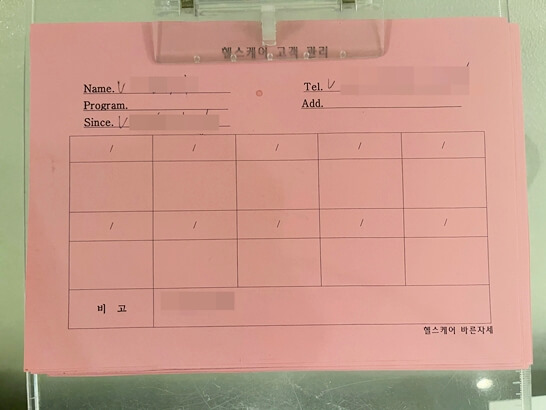 헬스케어 고객 관리
Name. Tel.
Program. Add.
Since.
/ / / / /
/ / / / /
비 고
헬스케어 바른자세